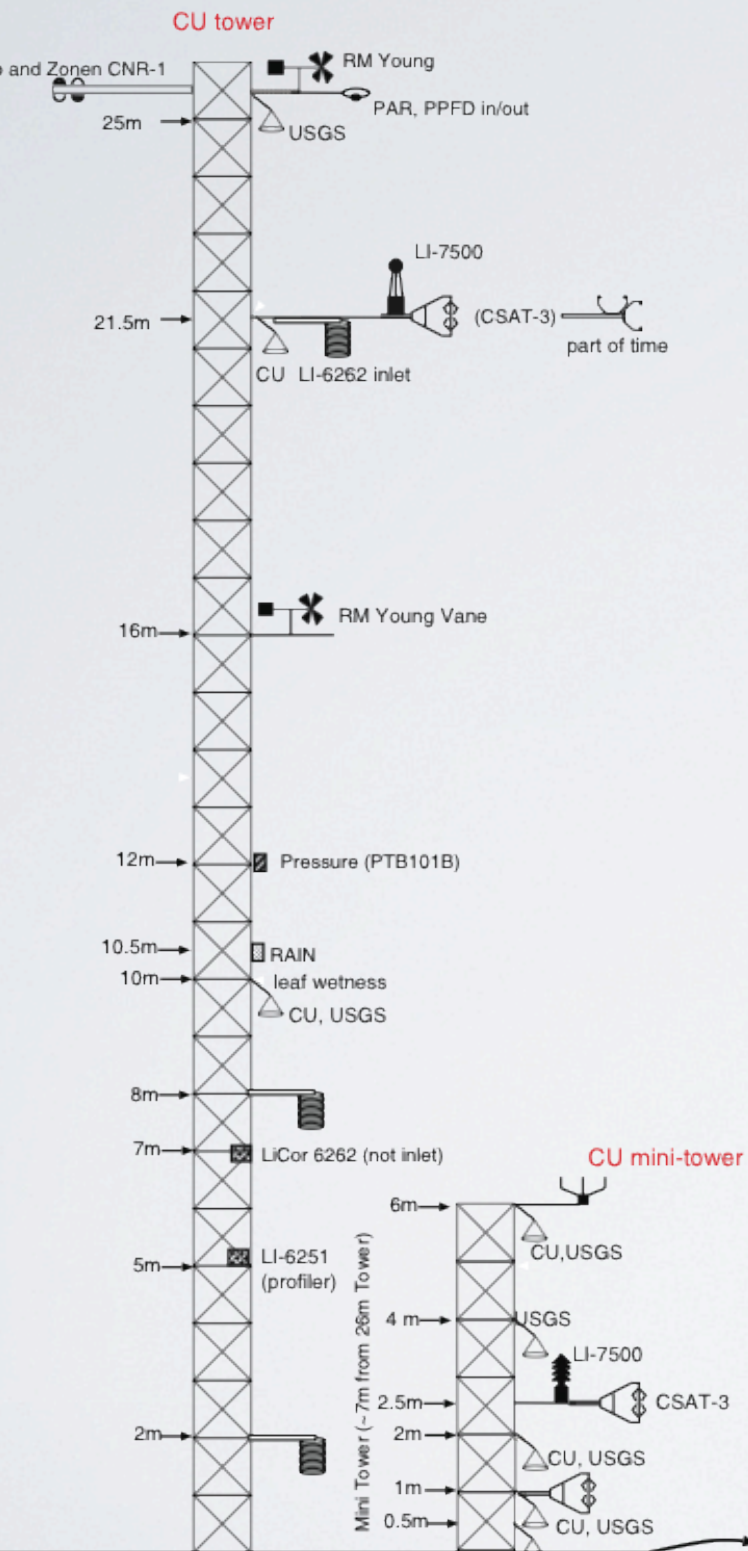 CU tower
and Zonen CNR-1
RM Young
PAR, PPFD in/out
25m
USGS
LI-7500
21.5m
(CSAT-3)
part of time
CU LI-6262 inlet
16m
RM Young Vane
12m
Pressure (PTB101B)
10.5m
RAIN
10m
leaf wetness
CU, USGS
8m
7m
LiCor 6262 (not inlet)
5m
LI-6251
(profiler)
2m
CU mini-tower
Mini Tower (~7m from 26m Tower)
6m
CU,USGS
4 m
USGS
LI-7500
2.5m
CSAT-3
2m
CU, USGS
1m
0.5m
CU, USGS